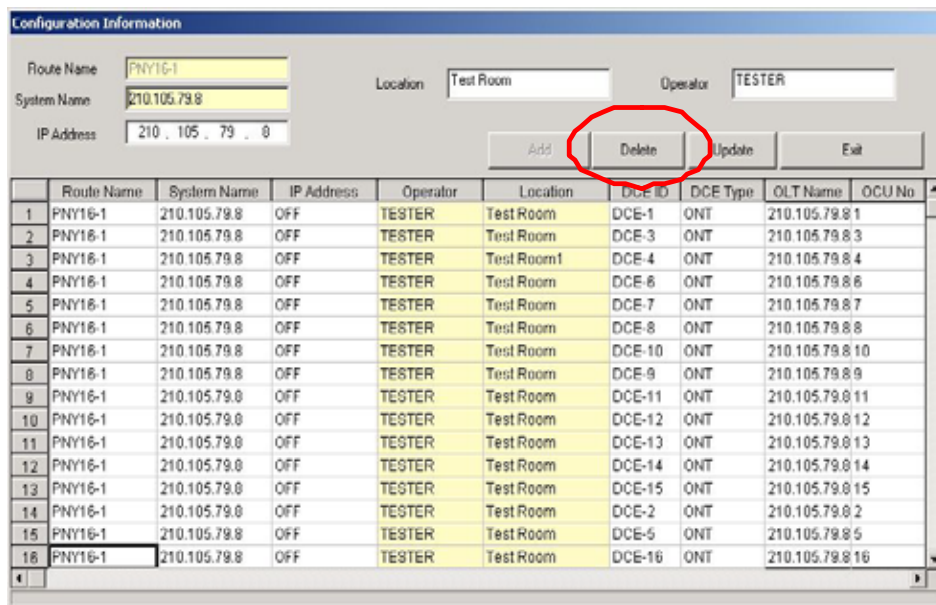 Configuration Information
Route Name PNY16-1
Location Test Room Operator TESTER
System Name 210.105.79.8
IP Address 210 . 105 . 79 . 8
Add Delete Update Exit
Route Name System Name IP Address Operator Location DCE ID DCE Type OLT Name OCU No
1 PNY16-1 210.105.79.8 OFF TESTER Test Room DCE-1 ONT 210.105.79.8 1
2 PNY16-1 210.105.79.8 OFF TESTER Test Room DCE-3 ONT 210.105.79.8 3
3 PNY16-1 210.105.79.8 OFF TESTER Test Room1 DCE-4 ONT 210.105.79.8 4
4 PNY16-1 210.105.79.8 OFF TESTER Test Room DCE-6 ONT 210.105.79.8 6
5 PNY16-1 210.105.79.8 OFF TESTER Test Room DCE-7 ONT 210.105.79.8 7
6 PNY16-1 210.105.79.8 OFF TESTER Test Room DCE-8 ONT 210.105.79.8 8
7 PNY16-1 210.105.79.8 OFF TESTER Test Room DCE-10 ONT 210.105.79.8 10
8 PNY16-1 210.105.79.8 OFF TESTER Test Room DCE-9 ONT 210.105.79.8 9
9 PNY16-1 210.105.79.8 OFF TESTER Test Room DCE-11 ONT 210.105.79.8 11
10 PNY16-1 210.105.79.8 OFF TESTER Test Room DCE-12 ONT 210.105.79.8 12
11 PNY16-1 210.105.79.8 OFF TESTER Test Room DCE-13 ONT 210.105.79.8 13
12 PNY16-1 210.105.79.8 OFF TESTER Test Room DCE-14 ONT 210.105.79.8 14
13 PNY16-1 210.105.79.8 OFF TESTER Test Room DCE-15 ONT 210.105.79.8 15
14 PNY16-1 210.105.79.8 OFF TESTER Test Room DCE-2 ONT 210.105.79.8 2
15 PNY16-1 210.105.79.8 OFF TESTER Test Room DCE-5 ONT 210.105.79.8 5
16 PNY16-1 210.105.79.8 OFF TESTER Test Room DCE-16 ONT 210.105.79.8 16